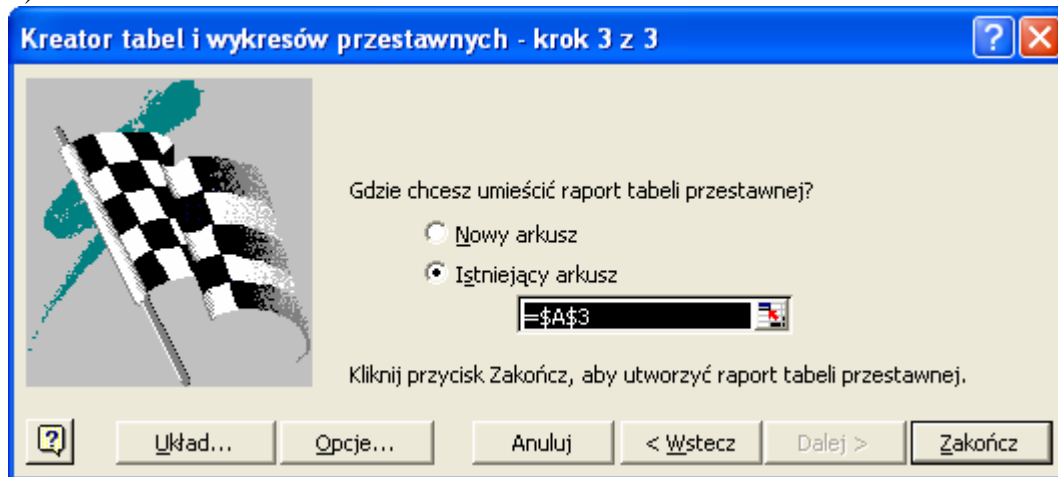 Kreator tabel i wykresów przestawnych - krok 3 z 3
Gdzie chcesz umieścić raport tabeli przestawnej?
Nowy arkusz
Istniejący arkusz
=$A$3
Kliknij przycisk Zakończ, aby utworzyć raport tabeli przestawnej.
Układ... Opcje... Anuluj < Wstecz Dalej > Zakończ